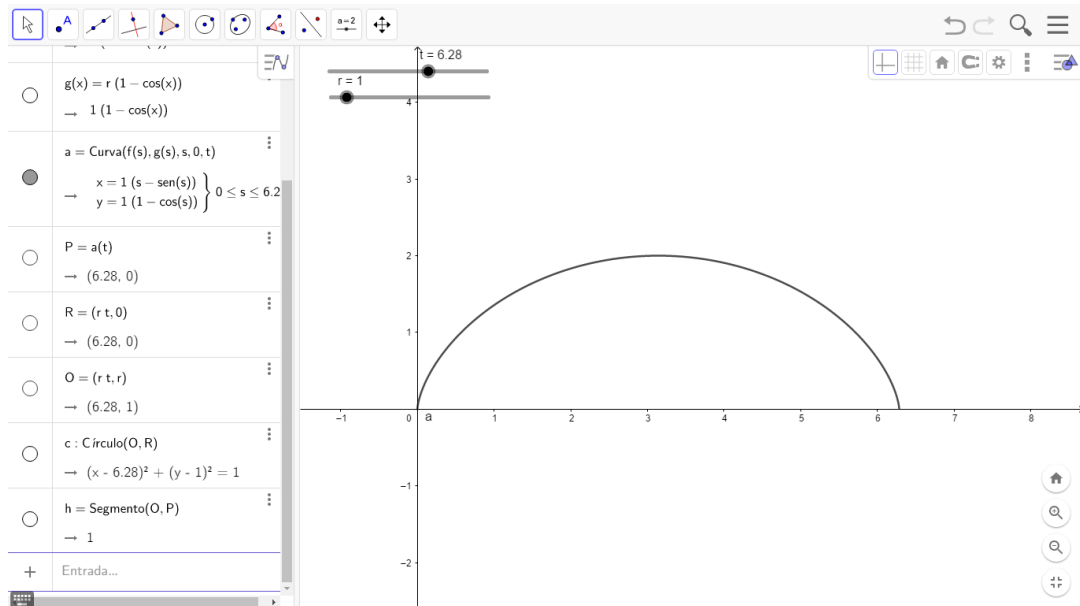 A
a=2
g(x) = r (1 − cos(x))
→ 1 (1 − cos(x))
a = Curva(f(s), g(s), s, 0, t)
→ x = 1 (s − sen(s))
y = 1 (1 − cos(s))
} 0 ≤ s ≤ 6.2
P = a(t)
→ (6.28, 0)
R = (r t, 0)
→ (6.28, 0)
O = (r t, r)
→ (6.28, 1)
c : Círculo(O, R)
→ (x - 6.28)² + (y - 1)² = 1
h = Segmento(O, P)
→ 1
+ Entrada...
t = 6.28
r = 1
4
3
2
1
−1 0 a 1 2 3 4 5 6 7 8
−1
−2